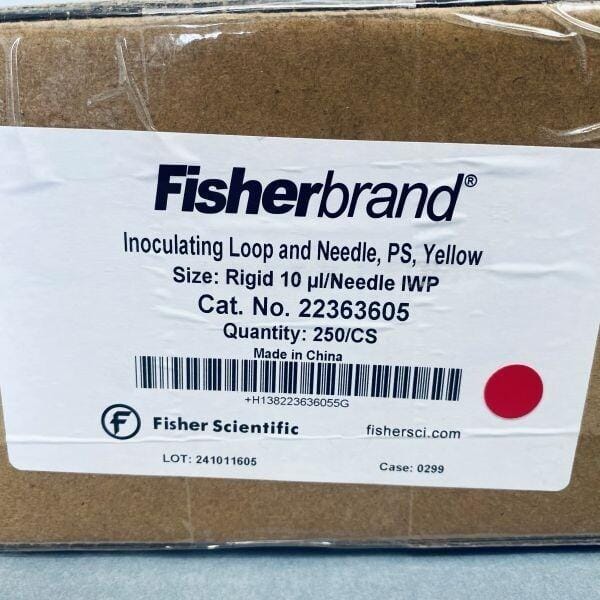 Fisherbrand®
Inoculating Loop and Needle, PS, Yellow
Size: Rigid 10 µl/Needle IWP
Cat. No. 22363605
Quantity: 250/CS
Made in China
+H138223636055G
f Fisher Scientific fishersci.com
LOT: 241011605 Case: 0299